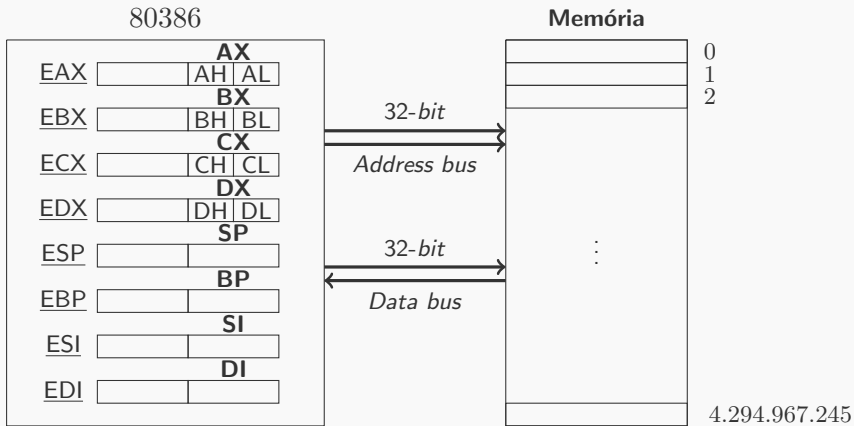 80386
Memória
AX
EAX AH AL
BX
EBX BH BL
CX
ECX CH CL
DX
EDX DH DL
SP
ESP
BP
EBP
SI
ESI
DI
EDI
32-bit
Address bus
32-bit
Data bus
0
1
2
⋮
4.294.967.245